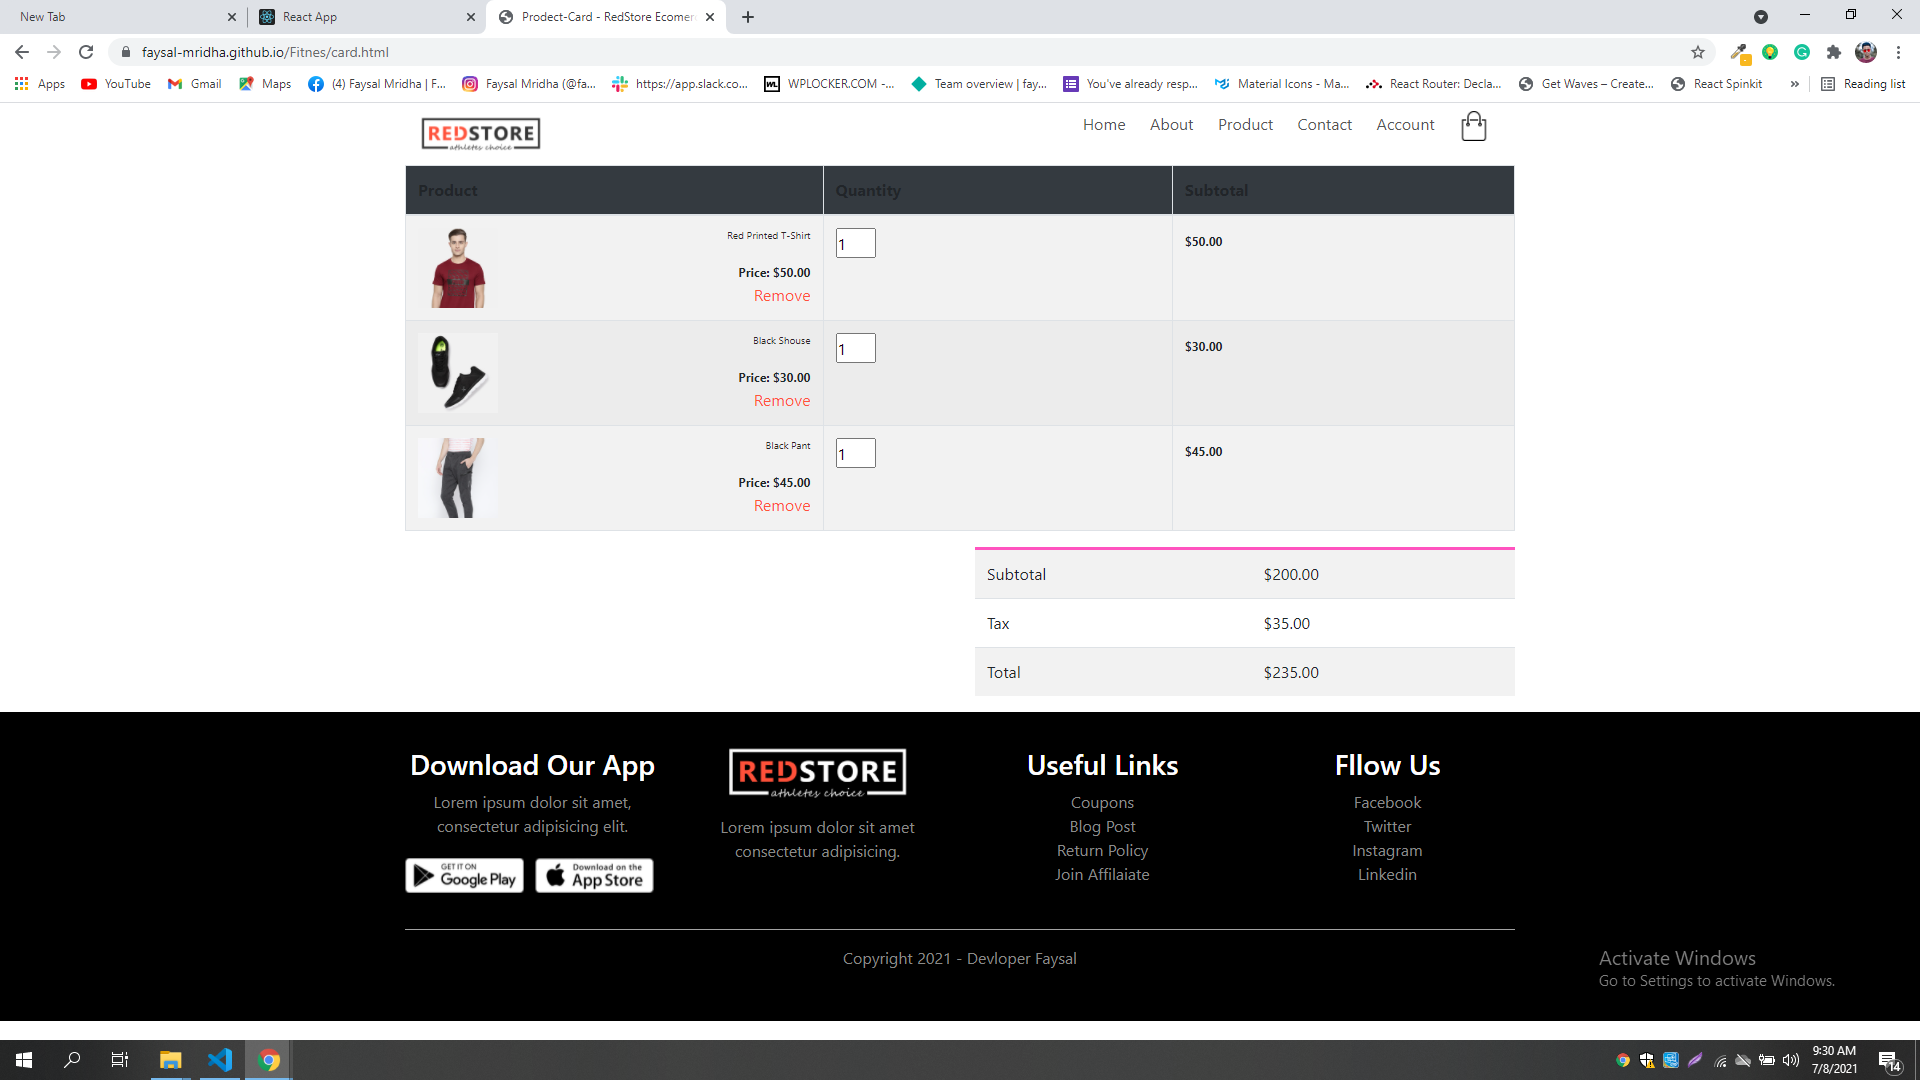 New Tab
React App
Prodect-Card - RedStore Ecomer
faysal-mridha.github.io/Fitnes/card.html
Apps
YouTube
Gmail
Maps
(4) Faysal Mridha | F...
Faysal Mridha (@fa...
https://app.slack.co...
WPLOCKER.COM -...
Team overview | fay...
You've already resp...
Material Icons - Ma...
React Router: Decla...
Get Waves – Create...
React Spinkit
»
Reading list
REDSTORE
athletes choice
Home
About
Product
Contact
Account
Product
Quantity
Subtotal
Red Printed T-Shirt
Price: $50.00
Remove
1
$50.00
Black Shouse
Price: $30.00
Remove
1
$30.00
Black Pant
Price: $45.00
Remove
1
$45.00
Subtotal
$200.00
Tax
$35.00
Total
$235.00
Download Our App
Lorem ipsum dolor sit amet,
consectetur adipisicing elit.
GET IT ON
Google Play
Download on the
App Store
REDSTORE
athletes choice
Lorem ipsum dolor sit amet
consectetur adipisicing.
Useful Links
Coupons
Blog Post
Return Policy
Join Affilaiate
Fllow Us
Facebook
Twitter
Instagram
Linkedin
Copyright 2021 - Devloper Faysal
Activate Windows
Go to Settings to activate Windows.
9:30 AM
7/8/2021
14